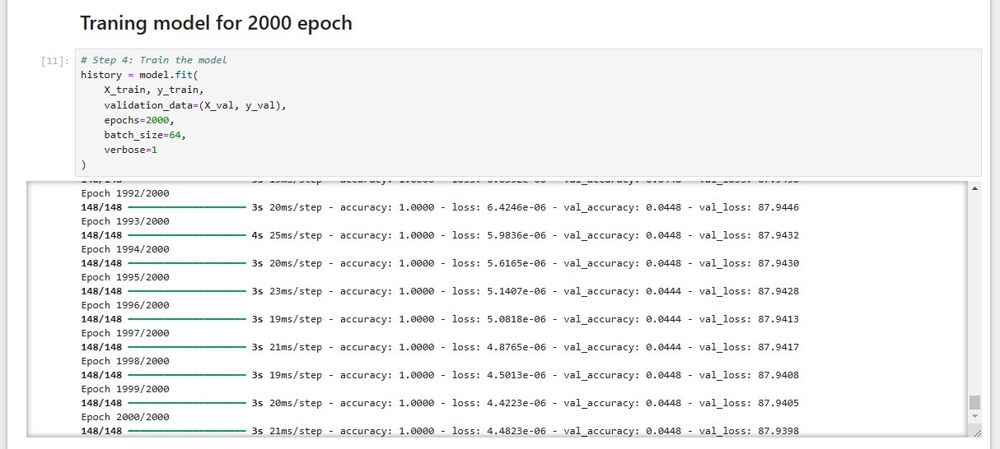 Traning model for 2000 epoch
[11]: # Step 4: Train the model
history = model.fit(
X_train, y_train,
validation_data=(X_val, y_val),
epochs=2000,
batch_size=64,
verbose=1
)
Epoch 1992/2000
148/148 ━━━━━━━━━━━━━━━━━━━━ 3s 20ms/step - accuracy: 1.0000 - loss: 6.4246e-06 - val_accuracy: 0.0448 - val_loss: 87.9446
Epoch 1993/2000
148/148 ━━━━━━━━━━━━━━━━━━━━ 4s 25ms/step - accuracy: 1.0000 - loss: 5.9836e-06 - val_accuracy: 0.0448 - val_loss: 87.9432
Epoch 1994/2000
148/148 ━━━━━━━━━━━━━━━━━━━━ 3s 20ms/step - accuracy: 1.0000 - loss: 5.6165e-06 - val_accuracy: 0.0448 - val_loss: 87.9430
Epoch 1995/2000
148/148 ━━━━━━━━━━━━━━━━━━━━ 3s 23ms/step - accuracy: 1.0000 - loss: 5.1407e-06 - val_accuracy: 0.0444 - val_loss: 87.9428
Epoch 1996/2000
148/148 ━━━━━━━━━━━━━━━━━━━━ 3s 19ms/step - accuracy: 1.0000 - loss: 5.0818e-06 - val_accuracy: 0.0444 - val_loss: 87.9413
Epoch 1997/2000
148/148 ━━━━━━━━━━━━━━━━━━━━ 3s 21ms/step - accuracy: 1.0000 - loss: 4.8765e-06 - val_accuracy: 0.0444 - val_loss: 87.9417
Epoch 1998/2000
148/148 ━━━━━━━━━━━━━━━━━━━━ 3s 19ms/step - accuracy: 1.0000 - loss: 4.5013e-06 - val_accuracy: 0.0448 - val_loss: 87.9408
Epoch 1999/2000
148/148 ━━━━━━━━━━━━━━━━━━━━ 3s 20ms/step - accuracy: 1.0000 - loss: 4.4223e-06 - val_accuracy: 0.0448 - val_loss: 87.9405
Epoch 2000/2000
148/148 ━━━━━━━━━━━━━━━━━━━━ 3s 21ms/step - accuracy: 1.0000 - loss: 4.4823e-06 - val_accuracy: 0.0448 - val_loss: 87.9398